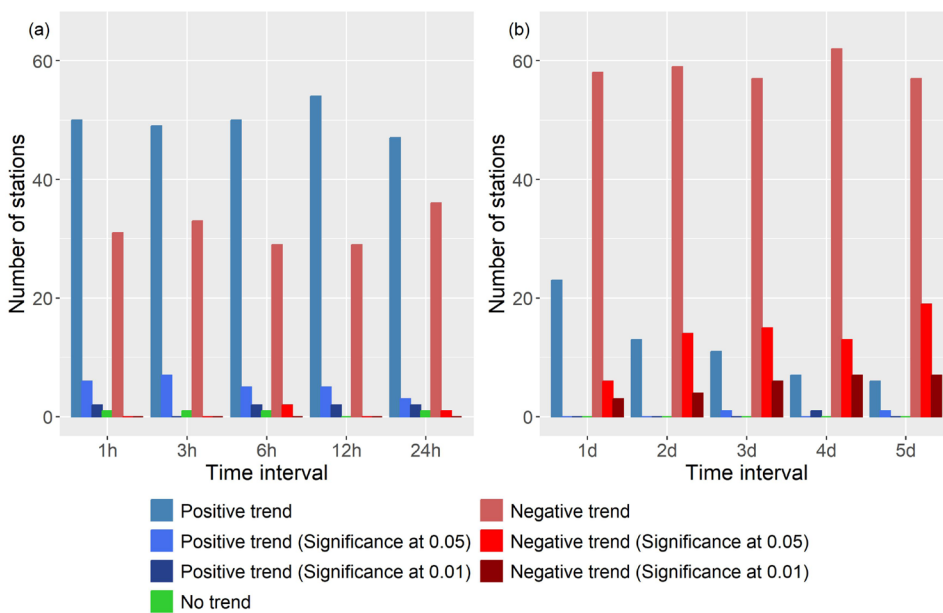 (a)
(b)
Number of stations
60
40
20
0
1h 3h 6h 12h 24h
Time interval
Number of stations
60
40
20
0
1d 2d 3d 4d 5d
Time interval
Positive trend
Negative trend
Positive trend (Significance at 0.05)
Negative trend (Significance at 0.05)
Positive trend (Significance at 0.01)
Negative trend (Significance at 0.01)
No trend